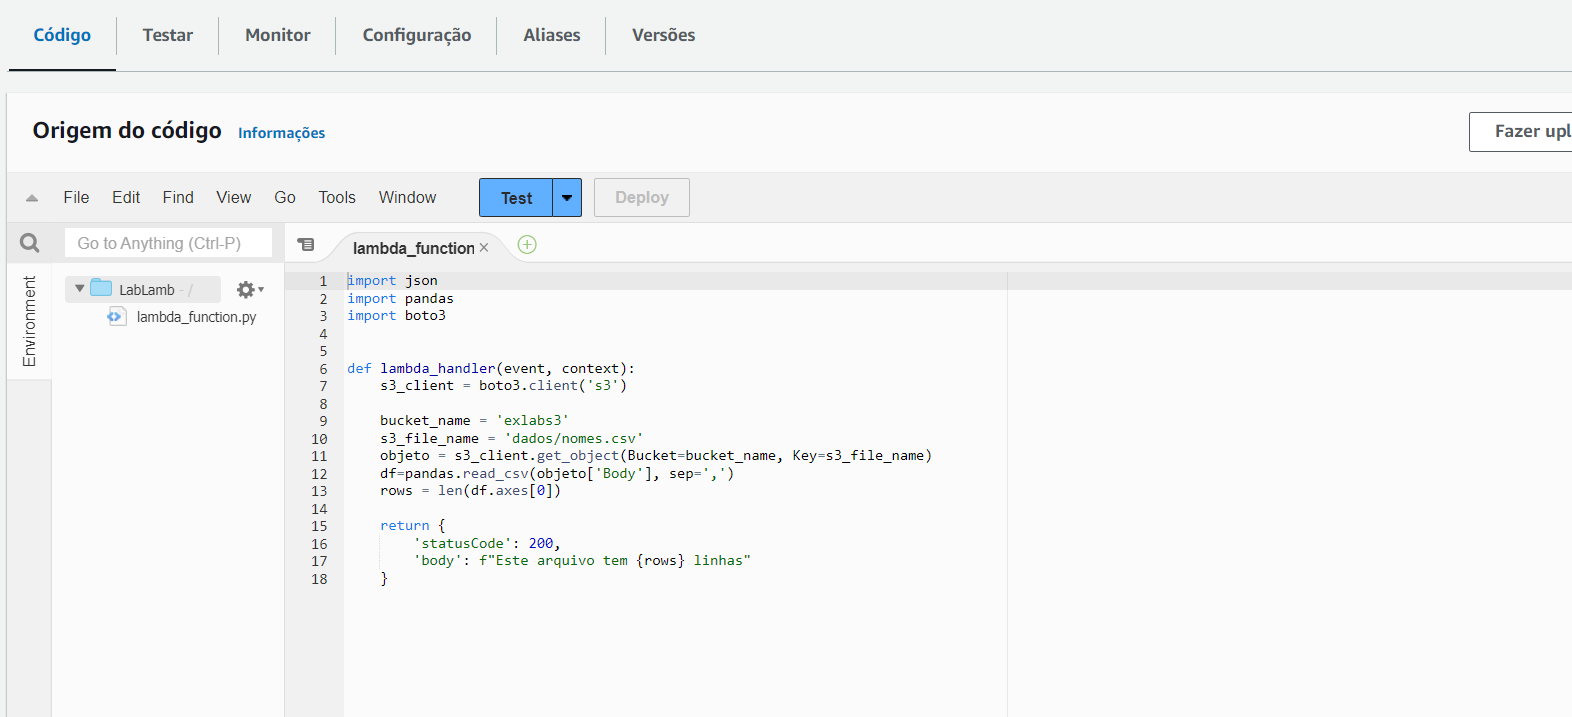 Código Testar Monitor Configuração Aliases Versões
Origem do código Informações
Fazer upl
File Edit Find View Go Tools Window Test Deploy
Go to Anything (Ctrl-P)
lambda_function ×
Environment
LabLamb - /
lambda_function.py
1 import json
2 import pandas
3 import boto3
4
5
6 def lambda_handler(event, context):
7 s3_client = boto3.client('s3')
8
9 bucket_name = 'exlabs3'
10 s3_file_name = 'dados/nomes.csv'
11 objeto = s3_client.get_object(Bucket=bucket_name, Key=s3_file_name)
12 df=pandas.read_csv(objeto['Body'], sep=',')
13 rows = len(df.axes[0])
14
15 return {
16 'statusCode': 200,
17 'body': f"Este arquivo tem {rows} linhas"
18 }